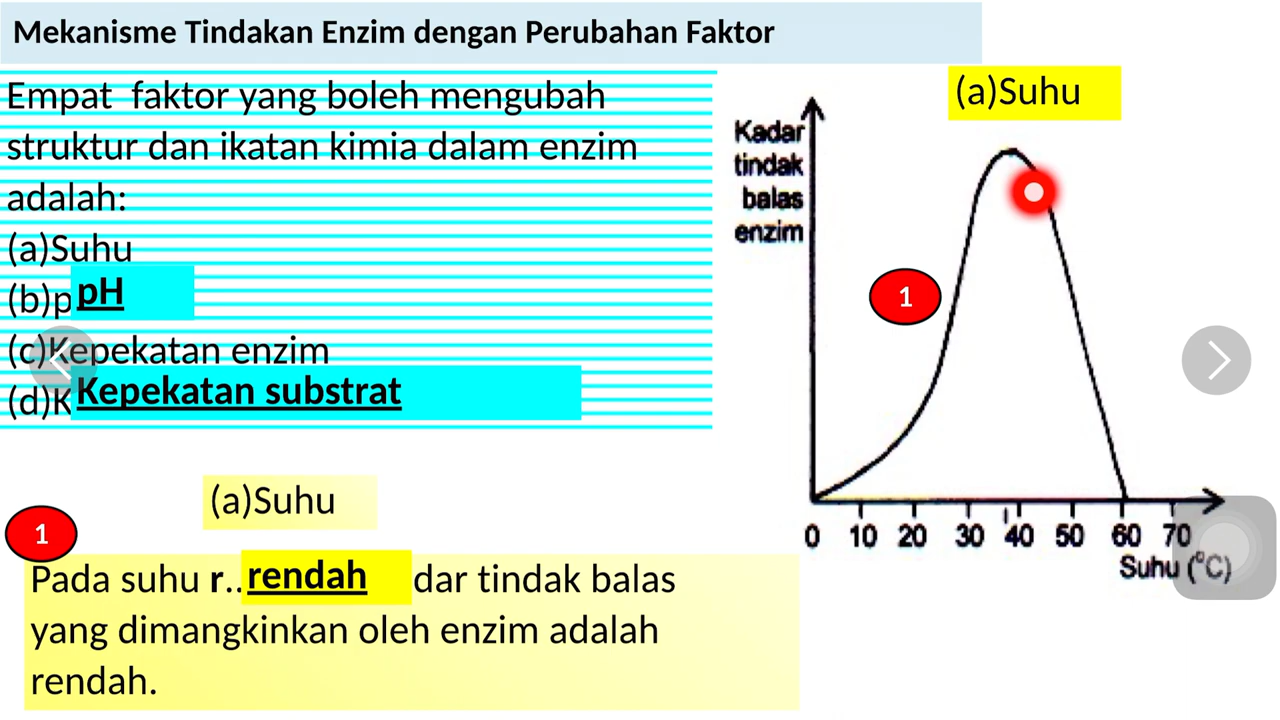 Mekanisme Tindakan Enzim dengan Perubahan Faktor
Empat faktor yang boleh mengubah
struktur dan ikatan kimia dalam enzim
adalah:
(a)Suhu
(b)p pH
(c)Kepekatan enzim
(d)K Kepekatan substrat
(a)Suhu
1
Pada suhu r.. rendah dar tindak balas
yang dimangkinkan oleh enzim adalah
rendah.
(a)Suhu
Kadar
tindak
balas
enzim
1
0 10 20 30 40 50 60 70
Suhu (°C)